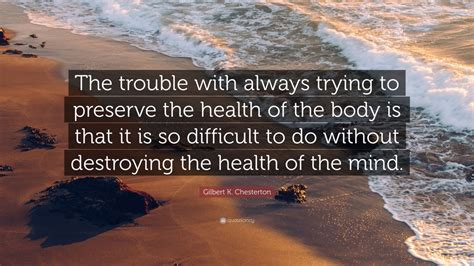 The trouble with always trying to
preserve the health of the body is
that it is so difficult to do without
destroying the health of the mind.
Gilbert K. Chesterton
quotefancy